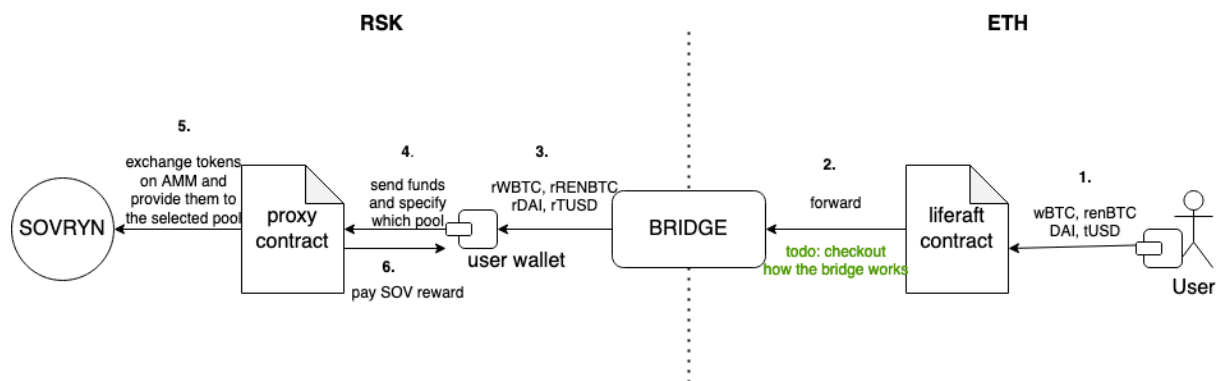 RSK
ETH
5.
exchange tokens
on AMM and
provide them to
the selected pool
SOVRYN
proxy
contract
4.
send funds
and specify
which pool
user wallet
6.
pay SOV reward
3.
rWBTC, rRENBTC
rDAI, rTUSD
BRIDGE
2.
forward
todo: checkout
how the bridge works
liferaft
contract
1.
wBTC, renBTC
DAI, tUSD
User